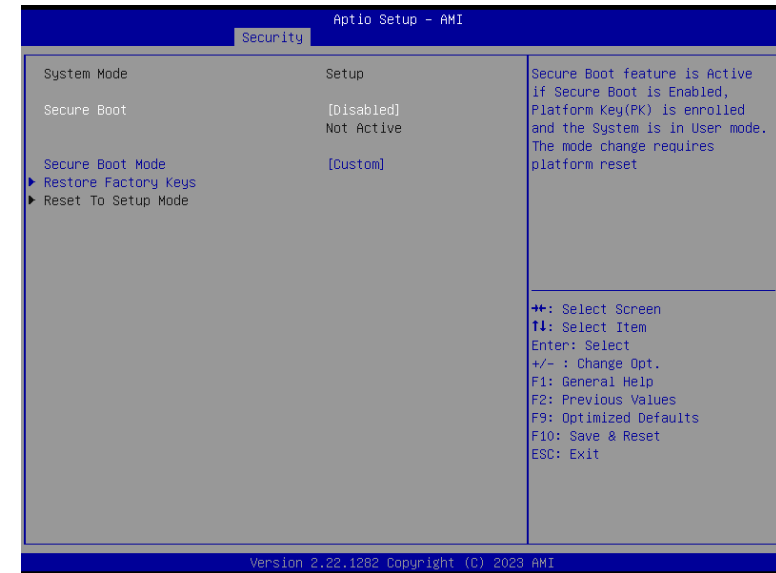 Aptio Setup – AMI
Security
System Mode Setup
Secure Boot [Disabled]
Not Active
Secure Boot Mode [Custom]
Restore Factory Keys
Reset To Setup Mode
Secure Boot feature is Active
if Secure Boot is Enabled,
Platform Key(PK) is enrolled
and the System is in User mode.
The mode change requires
platform reset
→←: Select Screen
↑↓: Select Item
Enter: Select
+/- : Change Opt.
F1: General Help
F2: Previous Values
F9: Optimized Defaults
F10: Save & Reset
ESC: Exit
Version 2.22.1282 Copyright (C) 2023 AMI